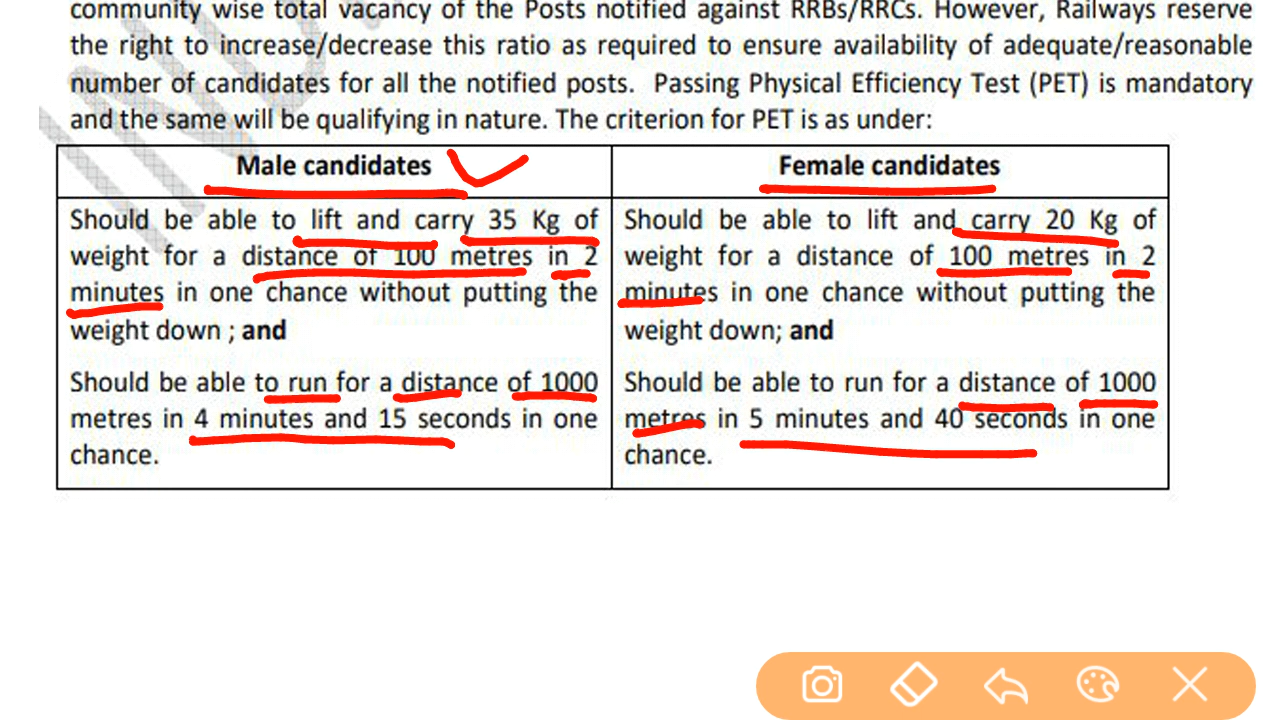 community wise total vacancy of the Posts notified against RRBs/RRCs. However, Railways reserve
the right to increase/decrease this ratio as required to ensure availability of adequate/reasonable
number of candidates for all the notified posts. Passing Physical Efficiency Test (PET) is mandatory
and the same will be qualifying in nature. The criterion for PET is as under:
Male candidates
Should be able to lift and carry 35 Kg of
weight for a distance of 100 metres in 2
minutes in one chance without putting the
weight down ; and
Should be able to run for a distance of 1000
metres in 4 minutes and 15 seconds in one
chance.
Female candidates
Should be able to lift and carry 20 Kg of
weight for a distance of 100 metres in 2
minutes in one chance without putting the
weight down; and
Should be able to run for a distance of 1000
metres in 5 minutes and 40 seconds in one
chance.